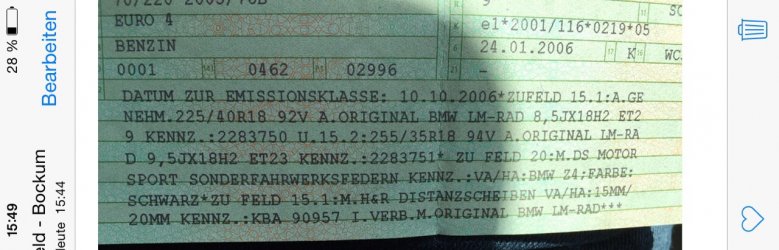 EURO 4
e1*2001/116*0219*05
BENZIN
24.01.2006
K
0001 0462 02996 -
DATUM ZUR EMISSIONSKLASSE: 10.10.2006*ZUFELD 15.1:A.GE
NEHM.225/40R18 92V A.ORIGINAL BMW LM-RAD 8,5JX18H2 ET2
9 KENNZ.:2283750 U.15.2:255/35R18 94V A.ORIGINAL LM-RA
D 9,5JX18H2 ET23 KENNZ.:2283751* ZU FELD 20:M.DS MOTOR
SPORT SONDERFAHRWERKSFEDERN KENNZ.:VA/HA:BMW Z4;FARBE:
SCHWARZ*ZU FELD 15.1:M.H&R DISTANZSCHEIBEN VA/HA:15MM/
20MM KENNZ.:KBA 90957 I.VERB.M.ORIGINAL BMW LM-RAD***
28 %
Bearbeiten
15:49
eld - Bockum
leute 15:44